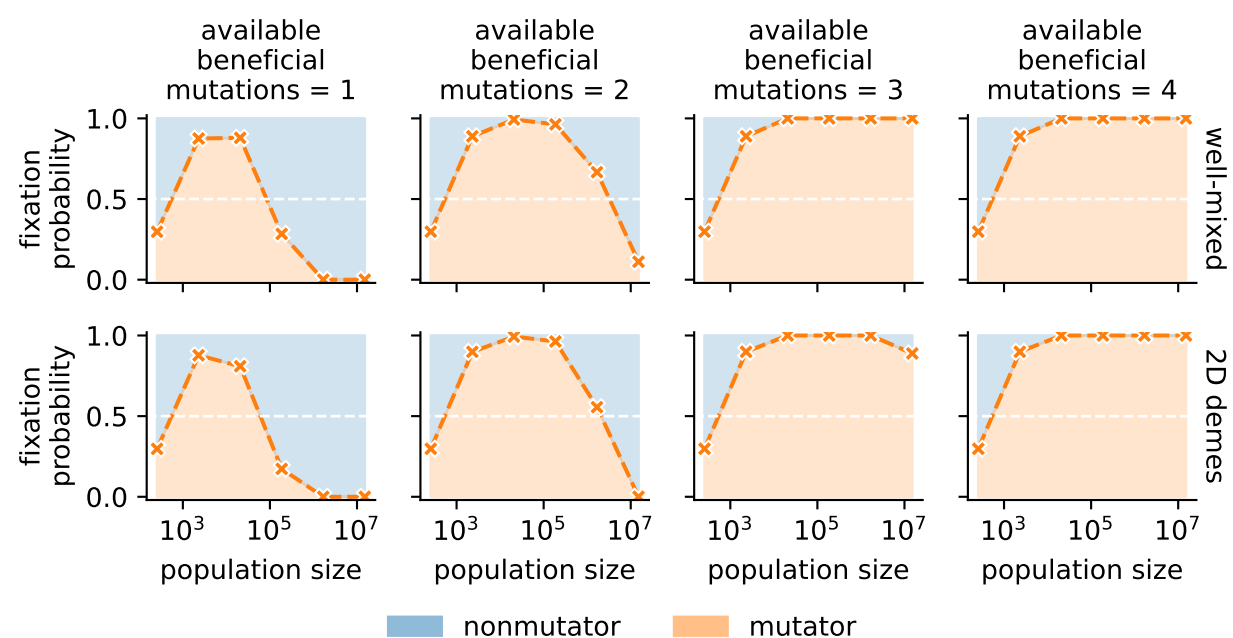 available
beneficial
mutations = 1
available
beneficial
mutations = 2
available
beneficial
mutations = 3
available
beneficial
mutations = 4
fixation
probability
1.0
0.5
0.0
well-mixed
fixation
probability
1.0
0.5
0.0
2D demes
10³ 10⁵ 10⁷
10³ 10⁵ 10⁷
10³ 10⁵ 10⁷
10³ 10⁵ 10⁷
population size
population size
population size
population size
nonmutator
mutator